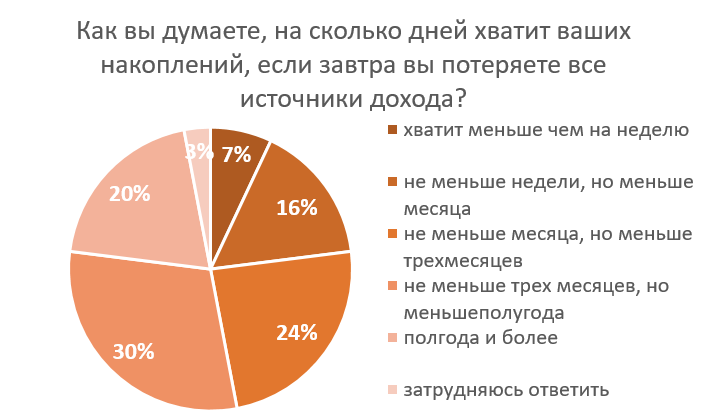 Как вы думаете, на сколько дней хватит ваших
накоплений, если завтра вы потеряете все
источники дохода?
3%
7%
16%
24%
30%
20%
хватит меньше чем на неделю
не меньше недели, но меньше
месяца
не меньше месяца, но меньше
трехмесяцев
не меньше трех месяцев, но
меньшеполугода
полгода и более
затрудняюсь ответить